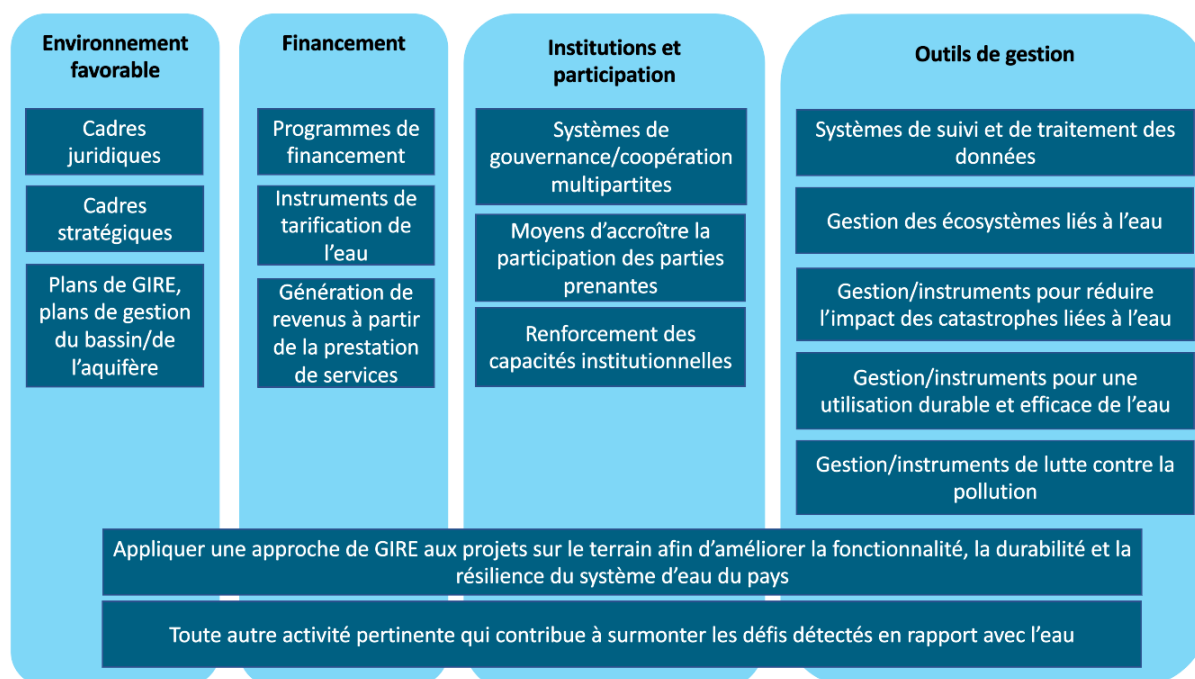 Environnement
favorable
Cadres
juridiques
Cadres
stratégiques
Plans de GIRE,
plans de gestion
du bassin/de
l’aquifère
Financement
Programmes de
financement
Instruments de
tarification de
l’eau
Génération de
revenus à partir
de la prestation
de services
Institutions et
participation
Systèmes de
gouvernance/coopération
multipartites
Moyens d’accroître la
participation des parties
prenantes
Renforcement des
capacités institutionnelles
Outils de gestion
Systèmes de suivi et de traitement des
données
Gestion des écosystèmes liés à l’eau
Gestion/instruments pour réduire
l’impact des catastrophes liées à l’eau
Gestion/instruments pour une
utilisation durable et efficace de l’eau
Gestion/instruments de lutte contre la
pollution
Appliquer une approche de GIRE aux projets sur le terrain afin d’améliorer la fonctionnalité, la durabilité et la
résilience du système d’eau du pays
Toute autre activité pertinente qui contribue à surmonter les défis détectés en rapport avec l’eau